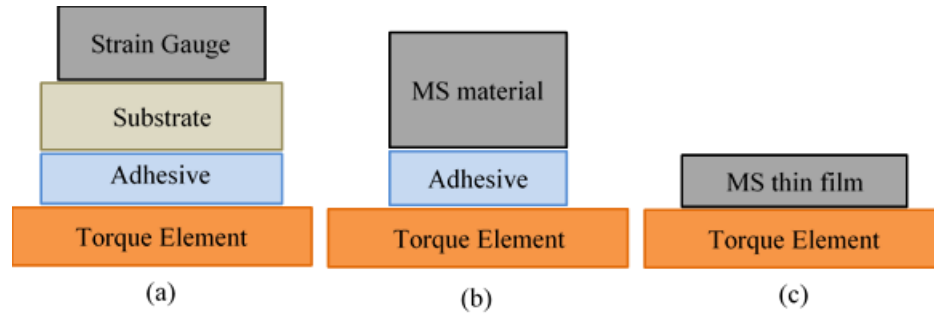 Strain Gauge
Substrate
Adhesive
Torque Element
(a)
MS material
Adhesive
Torque Element
(b)
MS thin film
Torque Element
(c)